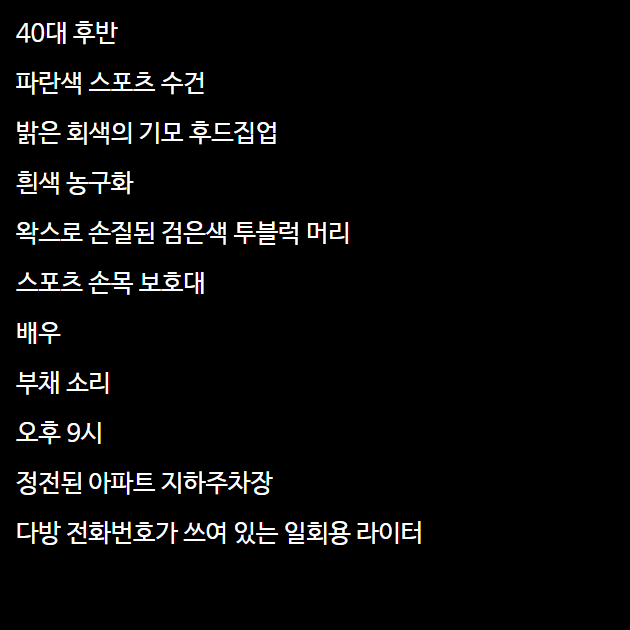 40대 후반
파란색 스포츠 수건
밝은 회색의 기모 후드집업
흰색 농구화
왁스로 손질된 검은색 투블럭 머리
스포츠 손목 보호대
배우
부채 소리
오후 9시
정전된 아파트 지하주차장
다방 전화번호가 쓰여 있는 일회용 라이터